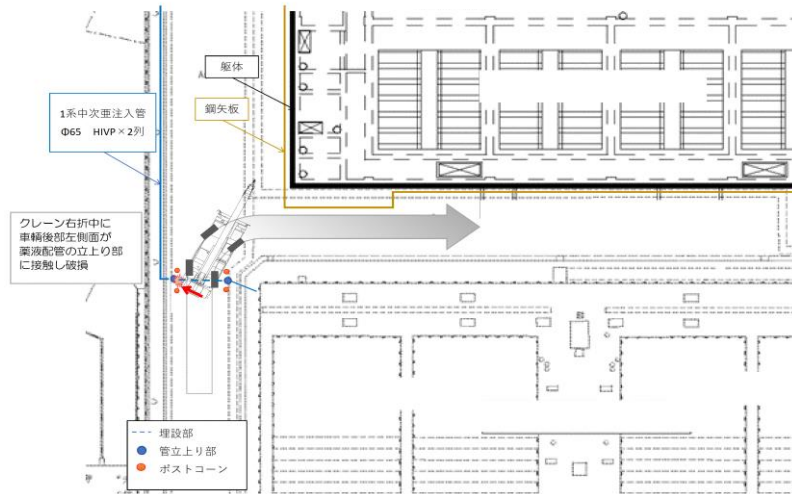 躯体
鋼矢板
1系中次亜注入管
Φ65 HIVP×2列
クレーン右折中に
車輌後部左側面が
薬液配管の立上り部
に接触し破損
埋設部
管立上り部
ポストコーン